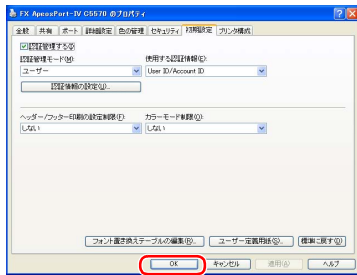 FX ApeosPort-IV C5570 のプロパティ
全般 共有 ポート 詳細設定 色の管理 セキュリティ 初期設定 プリンタ構成
認証管理する(Z)
認証管理モード(M): 使用する認証情報(E):
ユーザー User ID/Account ID
認証情報の設定(U)...
ヘッダー/フッター印刷の設定制限(F): カラーモード制限(O):
しない しない
フォント置き換えテーブルの編集(R)... ユーザー定義用紙(S)... 標準に戻す(D)
OK キャンセル 適用(A) ヘルプ